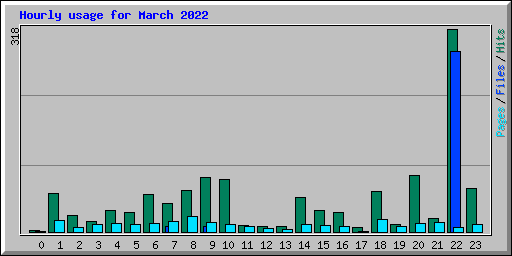 Hourly usage for March 2022
318
Pages/Files/Hits
0 1 2 3 4 5 6 7 8 9 10 11 12 13 14 15 16 17 18 19 20 21 22 23